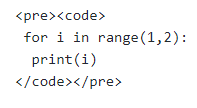 <pre><code>
for i in range(1,2):
print(i)
</code></pre>